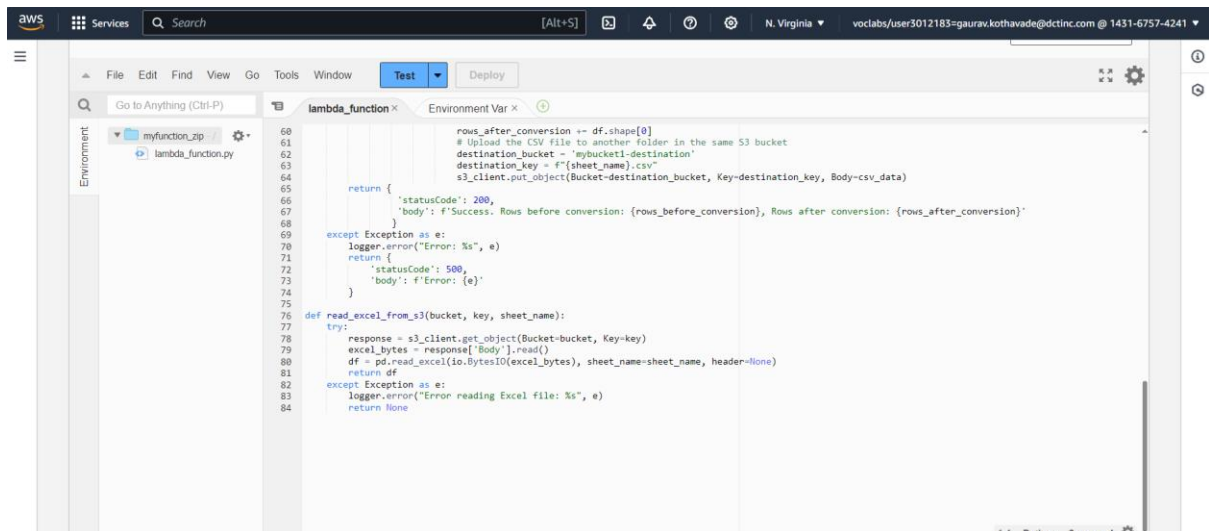 aws Services Search [Alt+S] N. Virginia voclabs/user3012183=gaurav.kothavade@dctinc.com @ 1431-6757-4241
File Edit Find View Go Tools Window Test Deploy
Go to Anything (Ctrl-P) lambda_function × Environment Var ×
Environment
myfunction_zip /
lambda_function.py
60 rows_after_conversion += df.shape[0]
61 # Upload the CSV file to another folder in the same S3 bucket
62 destination_bucket = 'mybucket1-destination'
63 destination_key = f"{sheet_name}.csv"
64 s3_client.put_object(Bucket=destination_bucket, Key=destination_key, Body=csv_data)
65 return {
66 'statusCode': 200,
67 'body': f'Success. Rows before conversion: {rows_before_conversion}, Rows after conversion: {rows_after_conversion}'
68 }
69 except Exception as e:
70 logger.error("Error: %s", e)
71 return {
72 'statusCode': 500,
73 'body': f'Error: {e}'
74 }
75
76 def read_excel_from_s3(bucket, key, sheet_name):
77 try:
78 response = s3_client.get_object(Bucket=bucket, Key=key)
79 excel_bytes = response['Body'].read()
80 df = pd.read_excel(io.BytesIO(excel_bytes), sheet_name=sheet_name, header=None)
81 return df
82 except Exception as e:
83 logger.error("Error reading Excel file: %s", e)
84 return None